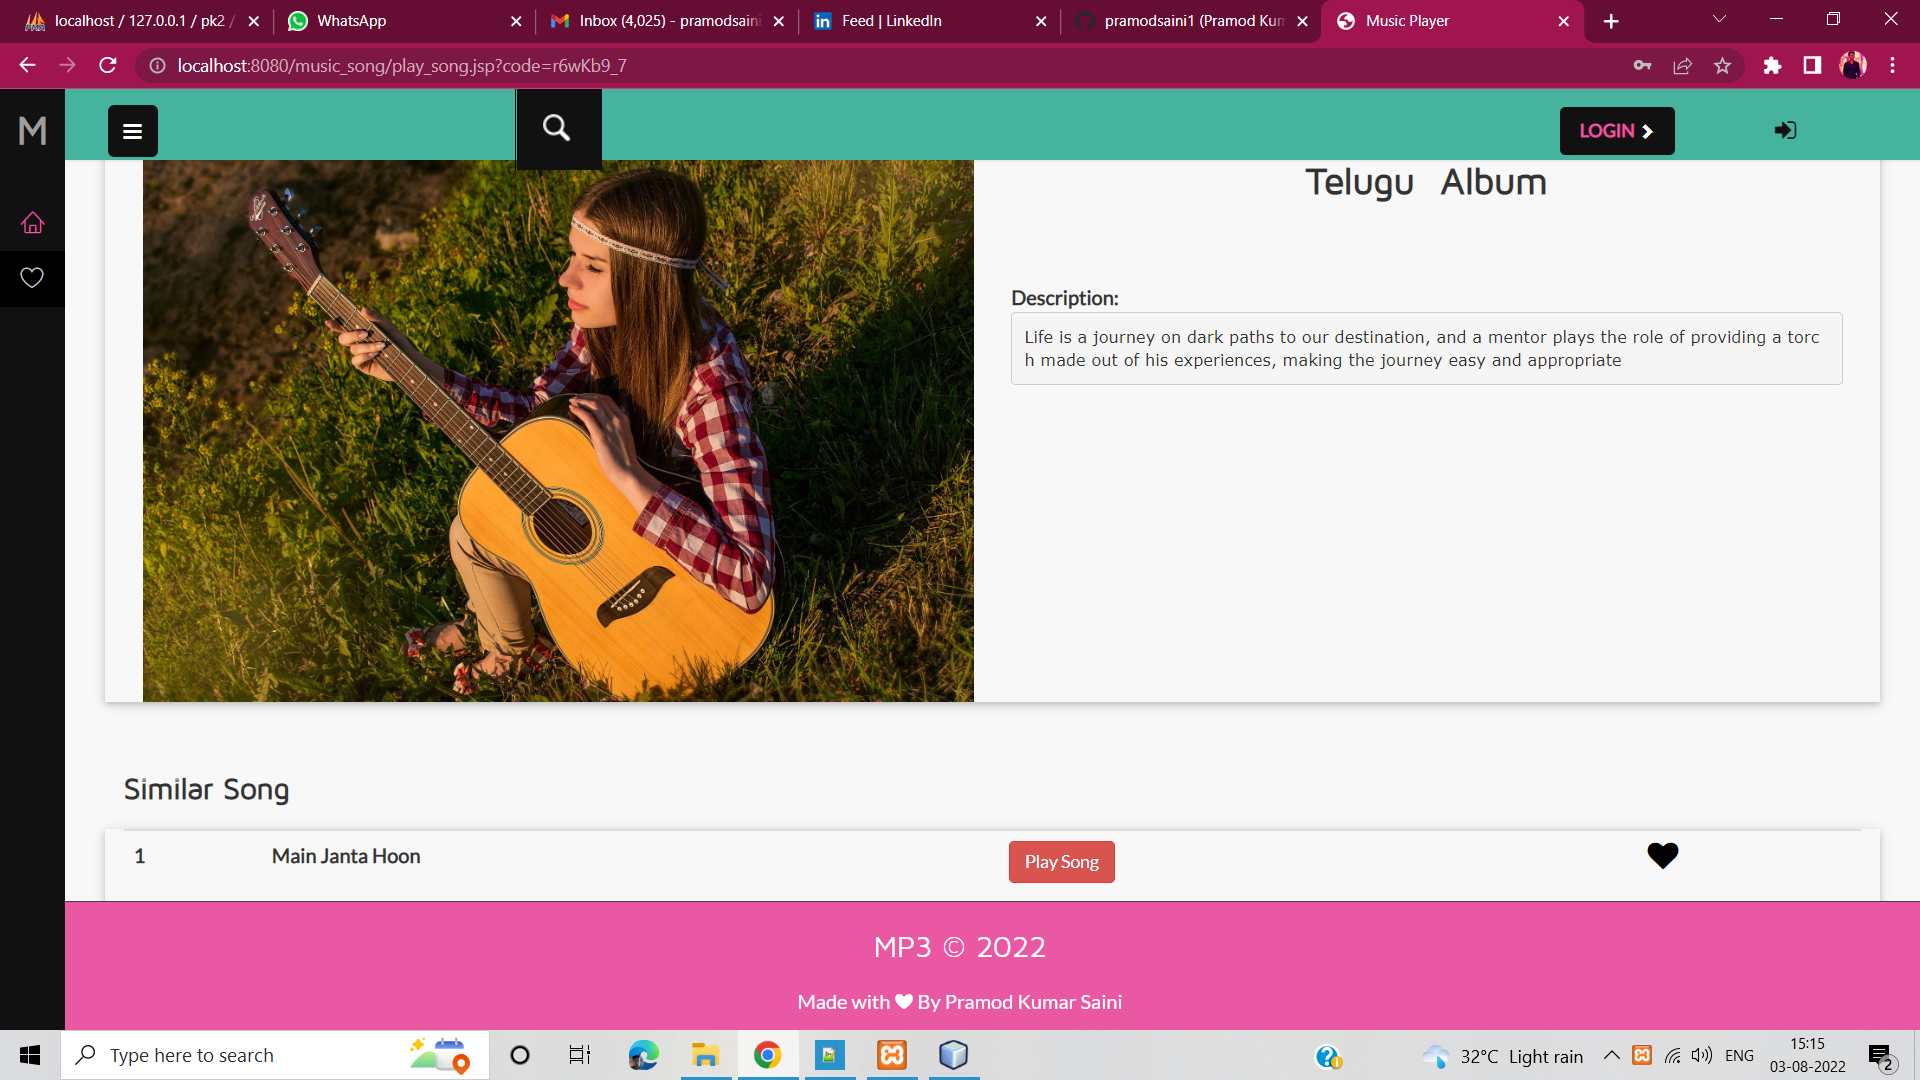 localhost / 127.0.0.1 / pk2 /
WhatsApp
Inbox (4,025) - pramodsaini
Feed | LinkedIn
pramodsaini1 (Pramod Kum
Music Player
localhost:8080/music_song/play_song.jsp?code=r6wKb9_7
M
LOGIN
Telugu Album
Description:
Life is a journey on dark paths to our destination, and a mentor plays the role of providing a torc
h made out of his experiences, making the journey easy and appropriate
Similar Song
1 Main Janta Hoon Play Song
MP3 © 2022
Made with ♥ By Pramod Kumar Saini
Type here to search
32°C Light rain
ENG
15:15
03-08-2022
2